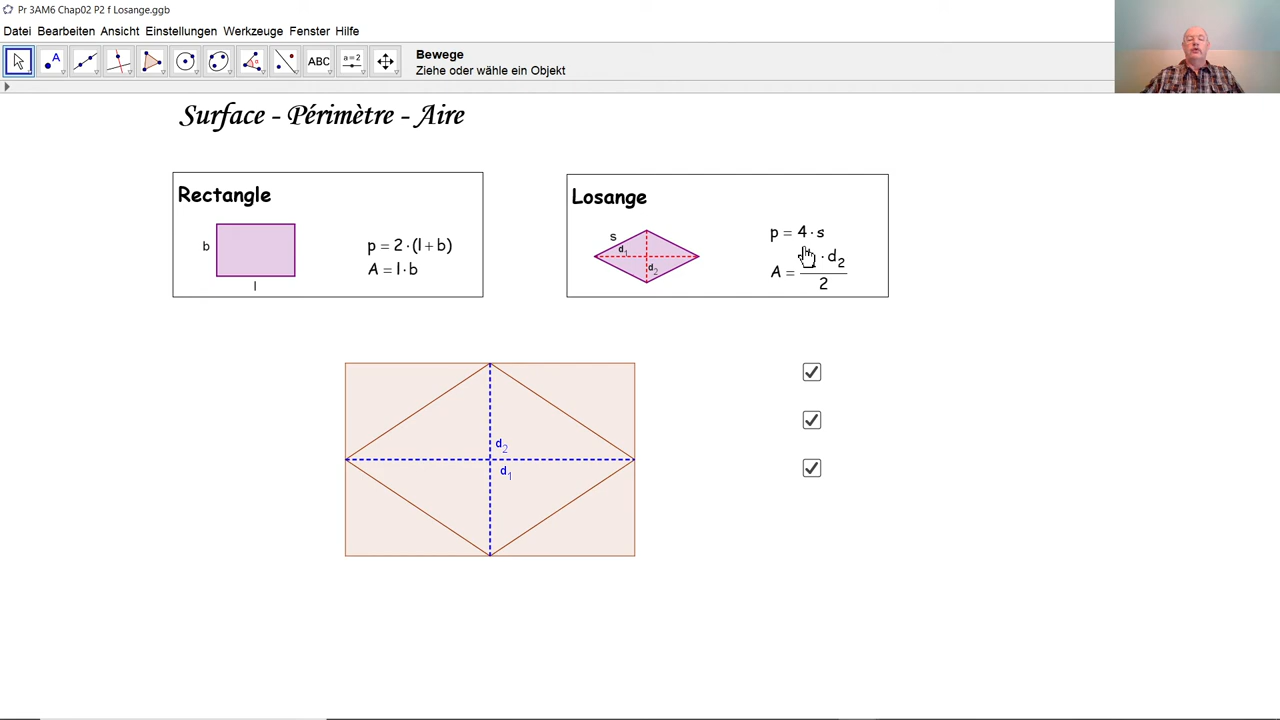 Pr 3AM6 Chap02 P2 f Losange.ggb
Datei Bearbeiten Ansicht Einstellungen Werkzeuge Fenster Hilfe
A
α
ABC
a=2
Bewege
Ziehe oder wähle ein Objekt
Surface - Périmètre - Aire
Rectangle
b
l
p = 2 · (l + b)
A = l · b
Losange
s
d₁
d₂
p = 4 · s
A = · d₂ / 2
d₂
d₁